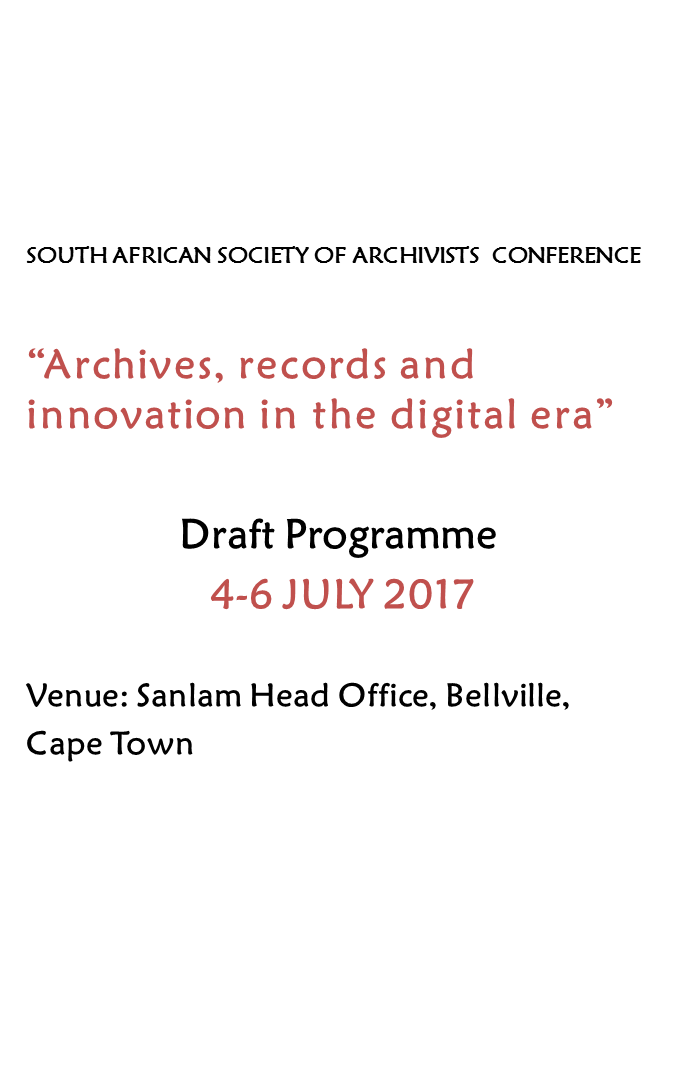 SOUTH AFRICAN SOCIETY OF ARCHIVISTS  CONFERENCE
“Archives, records and
innovation in the digital era”
Draft Programme
4-6 JULY 2017
Venue: Sanlam Head Office, Bellville,
Cape Town